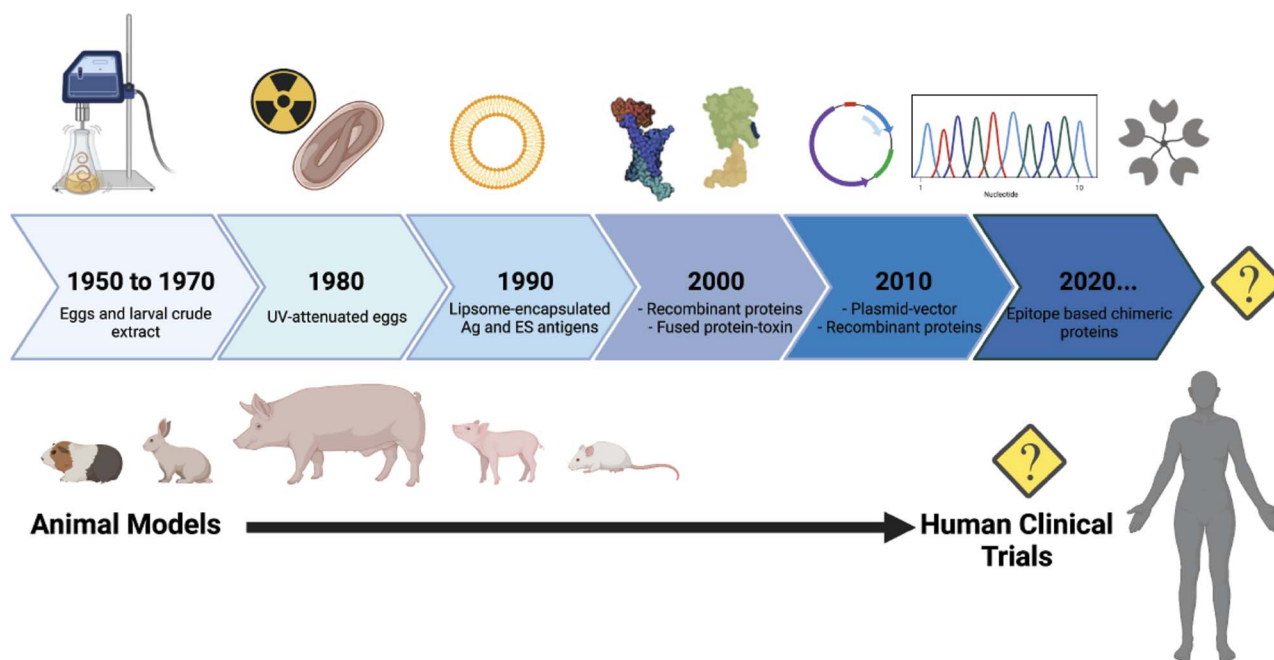 1
Nucleotide
10
1950 to 1970
Eggs and larval crude
extract
1980
UV-attenuated eggs
1990
Lipsome-encapsulated
Ag and ES antigens
2000
- Recombinant proteins
- Fused protein-toxin
2010
- Plasmid-vector
- Recombinant proteins
2020...
Epitope based chimeric
proteins
?
?
Animal Models
Human Clinical
Trials